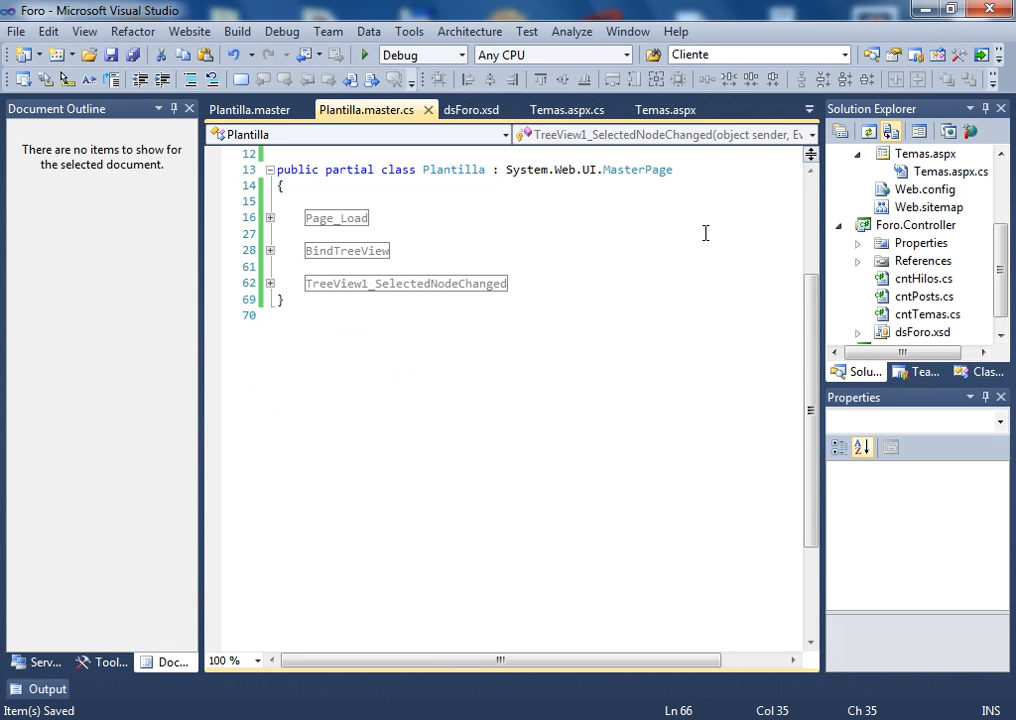 Foro - Microsoft Visual Studio
File Edit View Refactor Website Build Debug Team Data Tools Architecture Test Analyze Window Help
Debug Any CPU Cliente
Document Outline
There are no items to show for
the selected document.
Plantilla.master Plantilla.master.cs dsForo.xsd Temas.aspx.cs Temas.aspx
Plantilla TreeView1_SelectedNodeChanged(object sender, Ev
12
13 public partial class Plantilla : System.Web.UI.MasterPage
14 {
15
16 Page_Load
27
28 BindTreeView
61
62 TreeView1_SelectedNodeChanged
69 }
70
100 %
Solution Explorer
Temas.aspx
Temas.aspx.cs
Web.config
Web.sitemap
Foro.Controller
Properties
References
cntHilos.cs
cntPosts.cs
cntTemas.cs
dsForo.xsd
Solu... Tea... Clas...
Properties
Serv... Tool... Doc...
Output
Item(s) Saved Ln 66 Col 35 Ch 35 INS